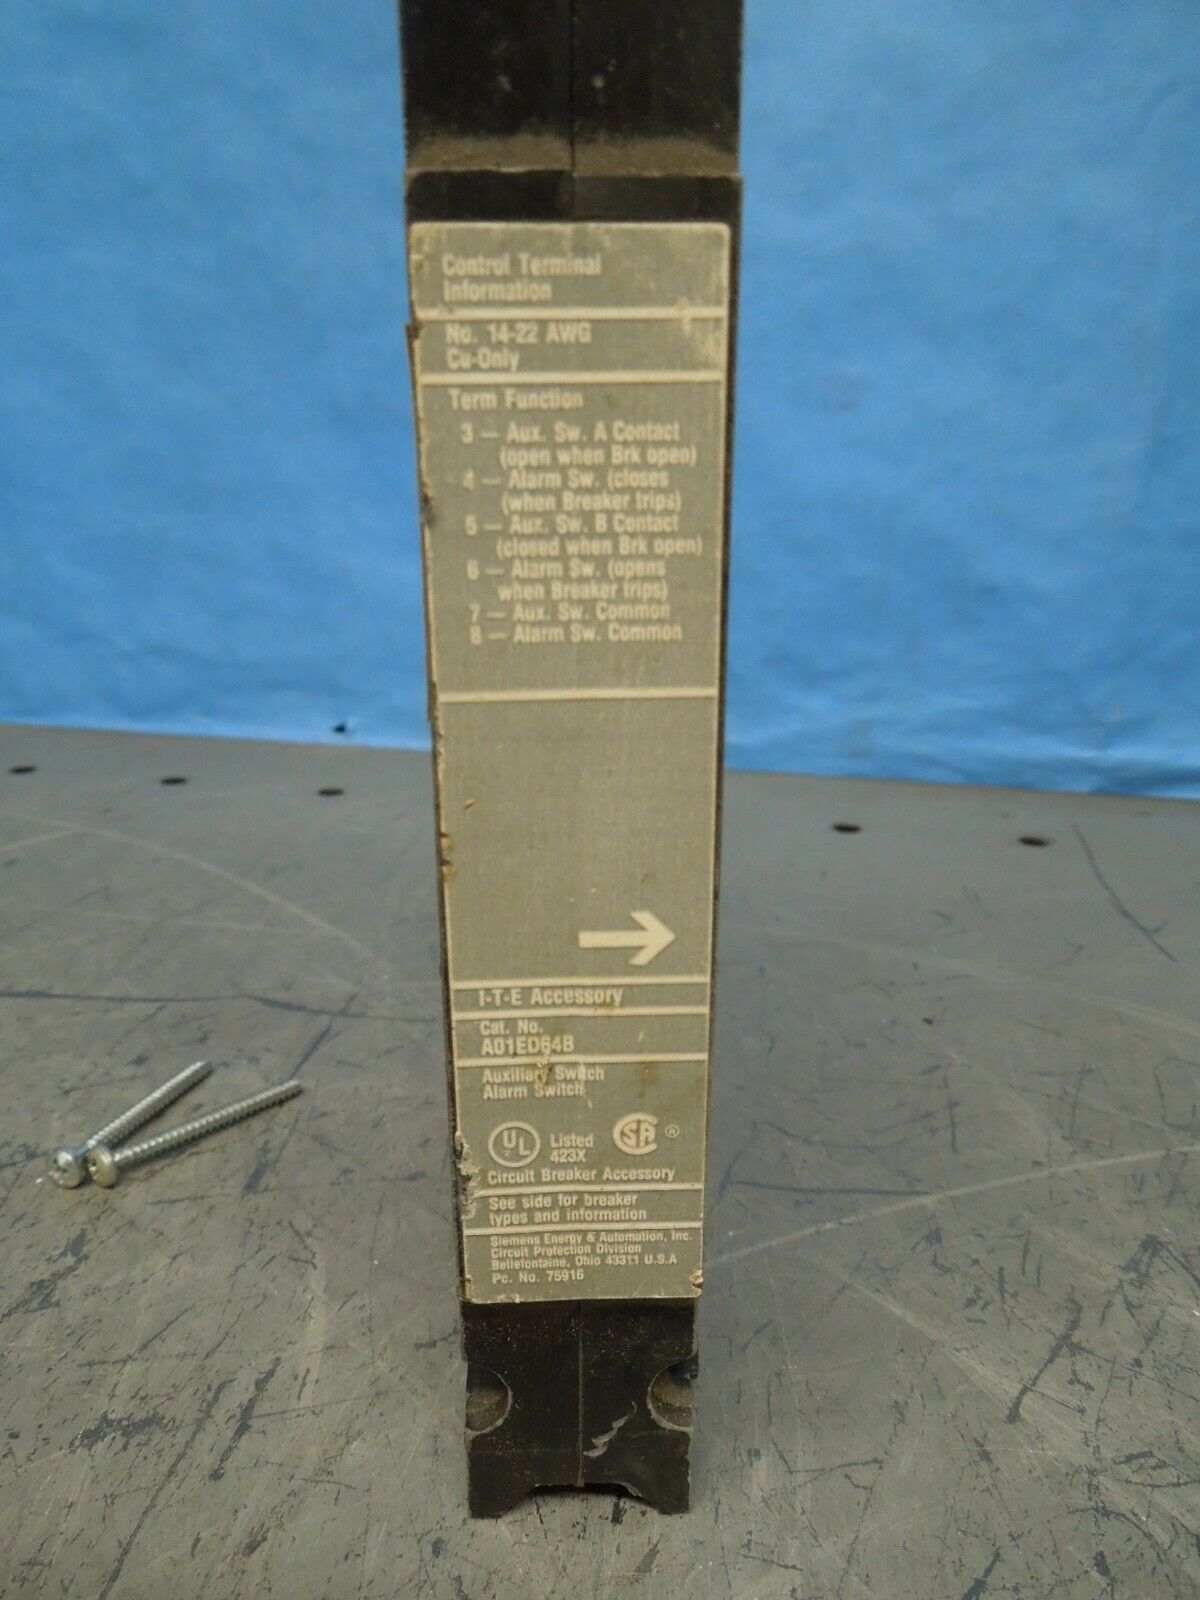 Control Terminal
Information
No. 14-22 AWG
Cu-Only
Term Function
3 — Aux. Sw. A Contact
(open when Brk open)
4 — Alarm Sw. (closes
(when Breaker trips)
5 — Aux. Sw. B Contact
(closed when Brk open)
6 — Alarm Sw. (opens
when Breaker trips)
7 — Aux. Sw. Common
8 — Alarm Sw. Common
I-T-E Accessory
Cat. No.
A01ED64B
Auxiliary Switch
Alarm Switch
UL Listed SA ®
423X
Circuit Breaker Accessory
See side for breaker
types and information
Siemens Energy & Automation, Inc.
Circuit Protection Division
Bellefontaine, Ohio 43311 U.S.A
Pc. No. 75916